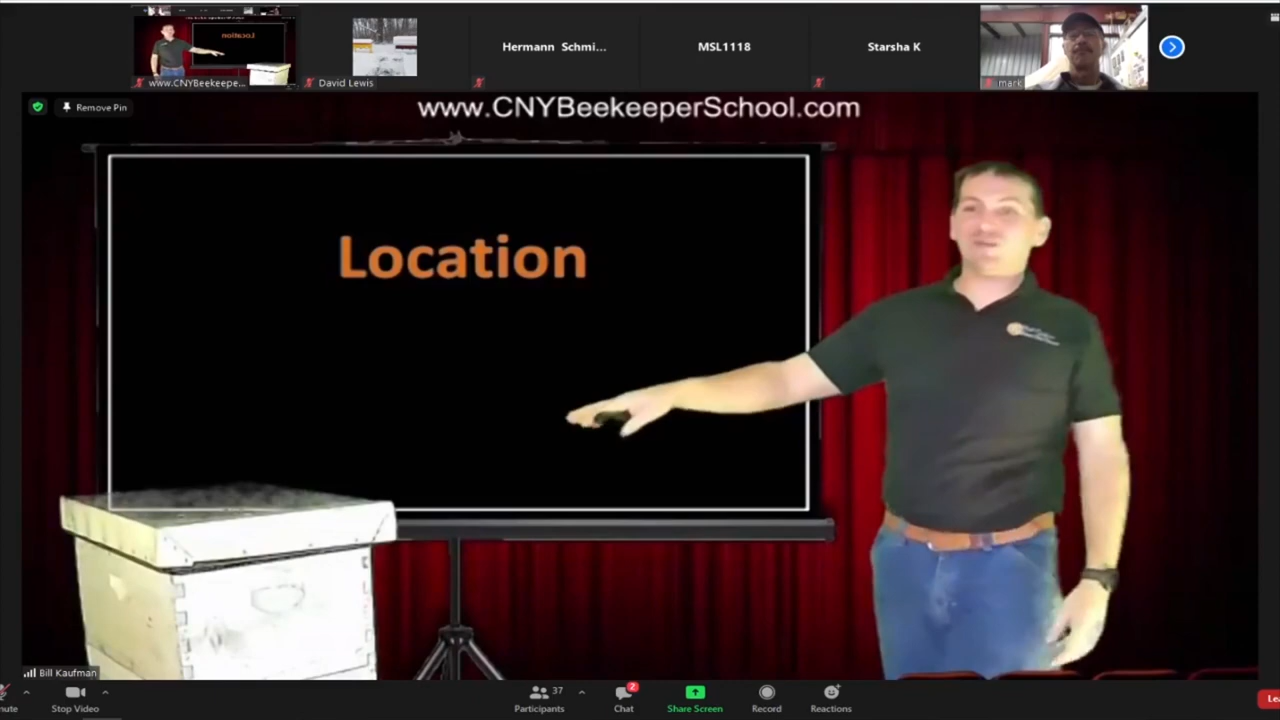 Location
www.CNYBeekeepe...
David Lewis
Hermann Schmi...
MSL1118
Starsha K
mark
Remove Pin
www.CNYBeekeeperSchool.com
Location
Bill Kaufman
Stop Video
Participants
37
Chat
2
Share Screen
Record
Reactions